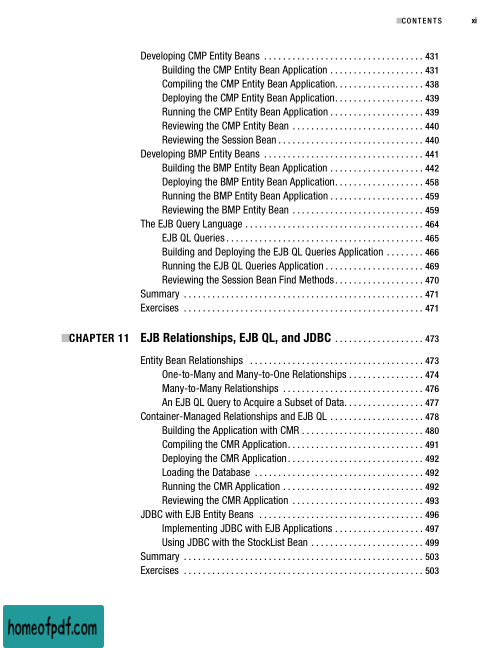 ■CONTENTS xi
Developing CMP Entity Beans . . . . . . . . . . . . . . . . . . . . . . . . . . . . . . . . . . 431
Building the CMP Entity Bean Application . . . . . . . . . . . . . . . . . . . . 431
Compiling the CMP Entity Bean Application. . . . . . . . . . . . . . . . . . . 438
Deploying the CMP Entity Bean Application. . . . . . . . . . . . . . . . . . . 439
Running the CMP Entity Bean Application . . . . . . . . . . . . . . . . . . . . 439
Reviewing the CMP Entity Bean . . . . . . . . . . . . . . . . . . . . . . . . . . . . 440
Reviewing the Session Bean . . . . . . . . . . . . . . . . . . . . . . . . . . . . . . . 440
Developing BMP Entity Beans . . . . . . . . . . . . . . . . . . . . . . . . . . . . . . . . . . 441
Building the BMP Entity Bean Application . . . . . . . . . . . . . . . . . . . . 442
Deploying the BMP Entity Bean Application. . . . . . . . . . . . . . . . . . . 458
Running the BMP Entity Bean Application . . . . . . . . . . . . . . . . . . . . 459
Reviewing the BMP Entity Bean . . . . . . . . . . . . . . . . . . . . . . . . . . . . 459
The EJB Query Language . . . . . . . . . . . . . . . . . . . . . . . . . . . . . . . . . . . . . . 464
EJB QL Queries . . . . . . . . . . . . . . . . . . . . . . . . . . . . . . . . . . . . . . . . . . 465
Building and Deploying the EJB QL Queries Application . . . . . . . . 466
Running the EJB QL Queries Application . . . . . . . . . . . . . . . . . . . . . 469
Reviewing the Session Bean Find Methods. . . . . . . . . . . . . . . . . . . 470
Summary . . . . . . . . . . . . . . . . . . . . . . . . . . . . . . . . . . . . . . . . . . . . . . . . . . . 471
Exercises . . . . . . . . . . . . . . . . . . . . . . . . . . . . . . . . . . . . . . . . . . . . . . . . . . . 471
■CHAPTER 11 EJB Relationships, EJB QL, and JDBC . . . . . . . . . . . . . . . . . . . 473
Entity Bean Relationships . . . . . . . . . . . . . . . . . . . . . . . . . . . . . . . . . . . . . 473
One-to-Many and Many-to-One Relationships . . . . . . . . . . . . . . . . 474
Many-to-Many Relationships . . . . . . . . . . . . . . . . . . . . . . . . . . . . . . 476
An EJB QL Query to Acquire a Subset of Data. . . . . . . . . . . . . . . . . 477
Container-Managed Relationships and EJB QL . . . . . . . . . . . . . . . . . . . . 478
Building the Application with CMR . . . . . . . . . . . . . . . . . . . . . . . . . . 480
Compiling the CMR Application. . . . . . . . . . . . . . . . . . . . . . . . . . . . . 491
Deploying the CMR Application. . . . . . . . . . . . . . . . . . . . . . . . . . . . . 492
Loading the Database . . . . . . . . . . . . . . . . . . . . . . . . . . . . . . . . . . . . 492
Running the CMR Application . . . . . . . . . . . . . . . . . . . . . . . . . . . . . . 492
Reviewing the CMR Application . . . . . . . . . . . . . . . . . . . . . . . . . . . . 493
JDBC with EJB Entity Beans . . . . . . . . . . . . . . . . . . . . . . . . . . . . . . . . . . . 496
Implementing JDBC with EJB Applications . . . . . . . . . . . . . . . . . . . 497
Using JDBC with the StockList Bean . . . . . . . . . . . . . . . . . . . . . . . . 499
Summary . . . . . . . . . . . . . . . . . . . . . . . . . . . . . . . . . . . . . . . . . . . . . . . . . . . 503
Exercises . . . . . . . . . . . . . . . . . . . . . . . . . . . . . . . . . . . . . . . . . . . . . . . . . . . 503
homeofpdf.com